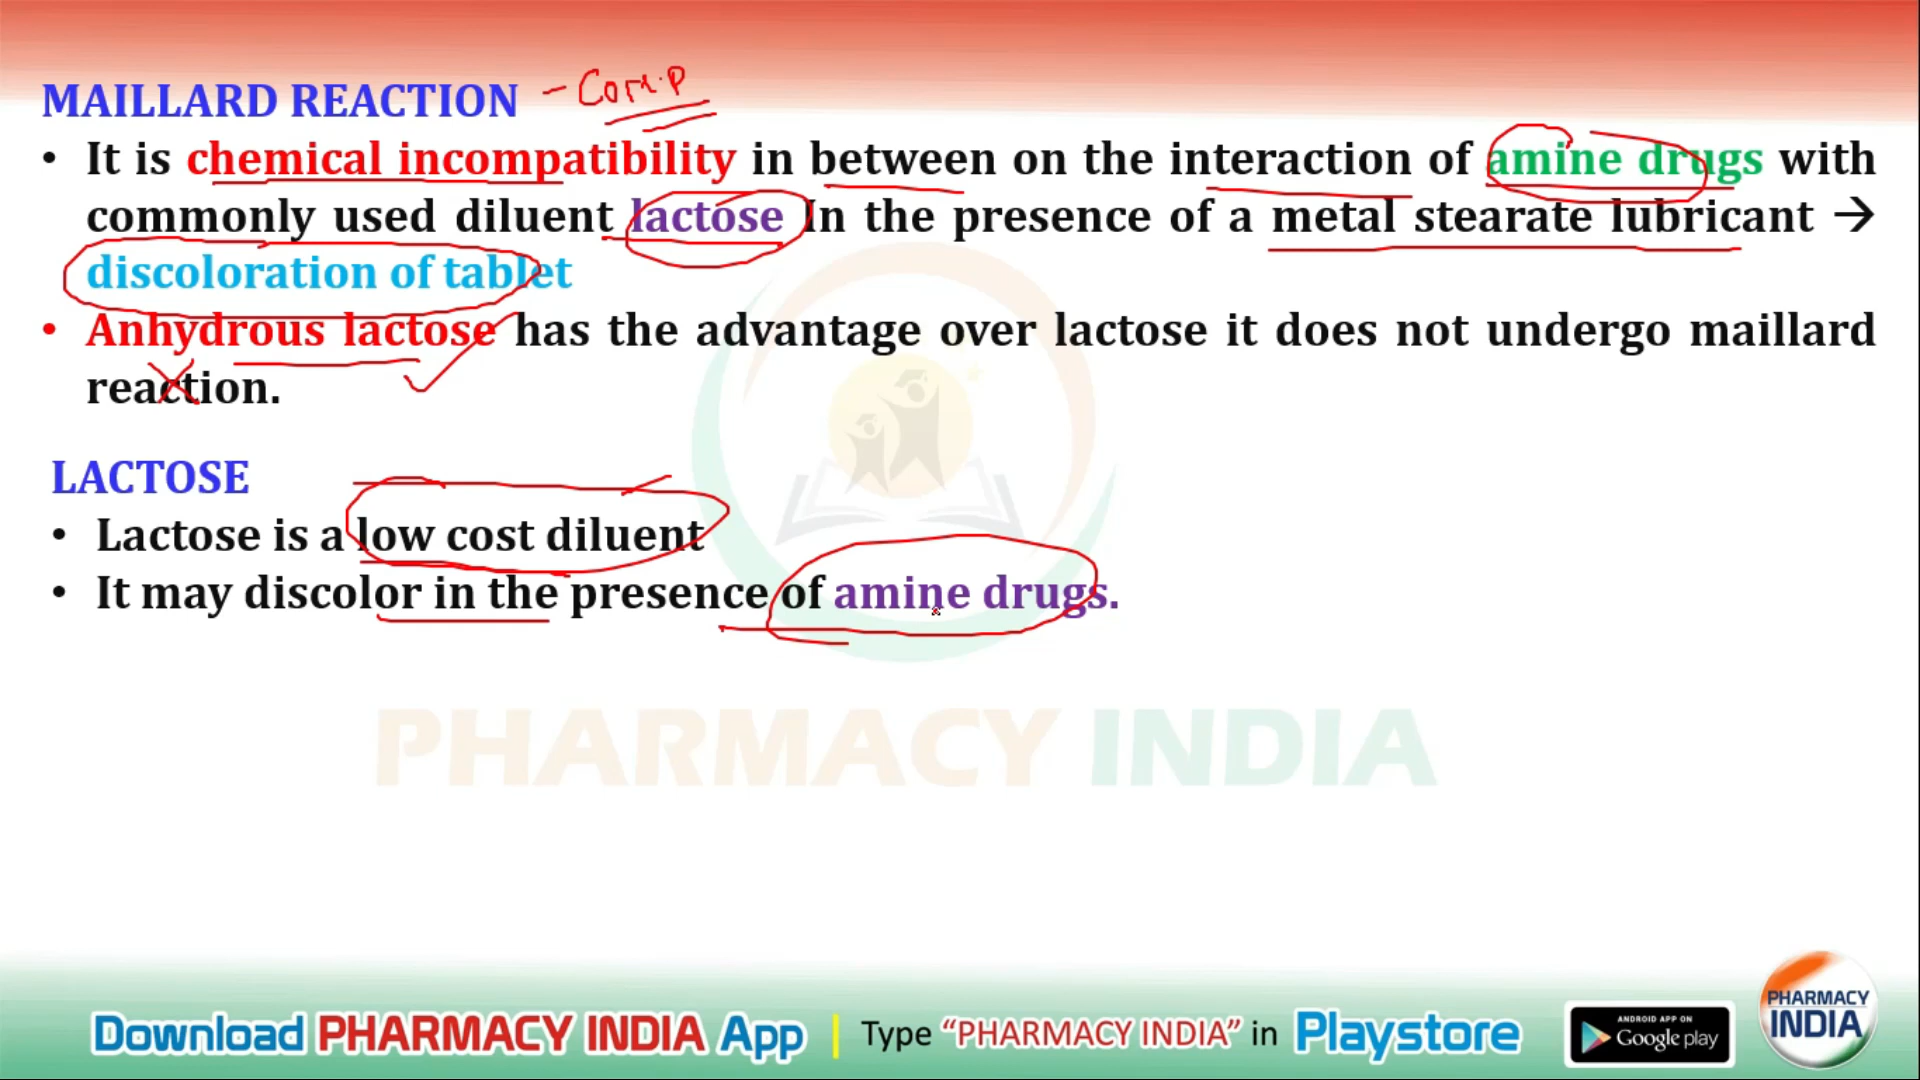 MAILLARD REACTION
• It is chemical incompatibility in between on the interaction of amine drugs with
commonly used diluent lactose In the presence of a metal stearate lubricant →
discoloration of tablet
• Anhydrous lactose has the advantage over lactose it does not undergo maillard
reaction.
LACTOSE
• Lactose is a low cost diluent
• It may discolor in the presence of amine drugs.
PHARMACY INDIA
Download PHARMACY INDIA App | Type “PHARMACY INDIA” in Playstore
ANDROID APP ON
Google play
PHARMACY
INDIA